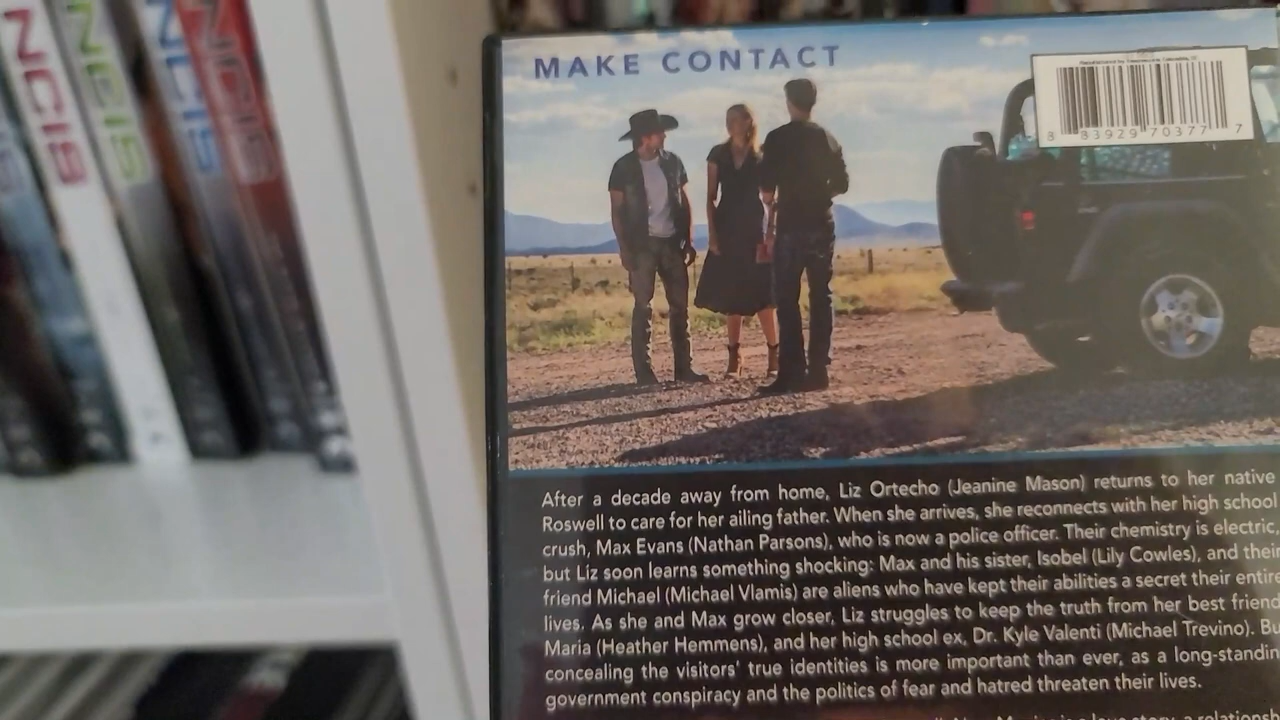 NCIS
NCIS
NCIS
NCIS
MAKE CONTACT
8 83929 70377 7
After a decade away from home, Liz Ortecho (Jeanine Mason) returns to her native
Roswell to care for her ailing father. When she arrives, she reconnects with her high school
crush, Max Evans (Nathan Parsons), who is now a police officer. Their chemistry is electric,
but Liz soon learns something shocking: Max and his sister, Isobel (Lily Cowles), and their
friend Michael (Michael Vlamis) are aliens who have kept their abilities a secret their entire
lives. As she and Max grow closer, Liz struggles to keep the truth from her best friend
Maria (Heather Hemmens), and her high school ex, Dr. Kyle Valenti (Michael Trevino). Bu
concealing the visitors' true identities is more important than ever, as a long-standin
government conspiracy and the politics of fear and hatred threaten their lives.